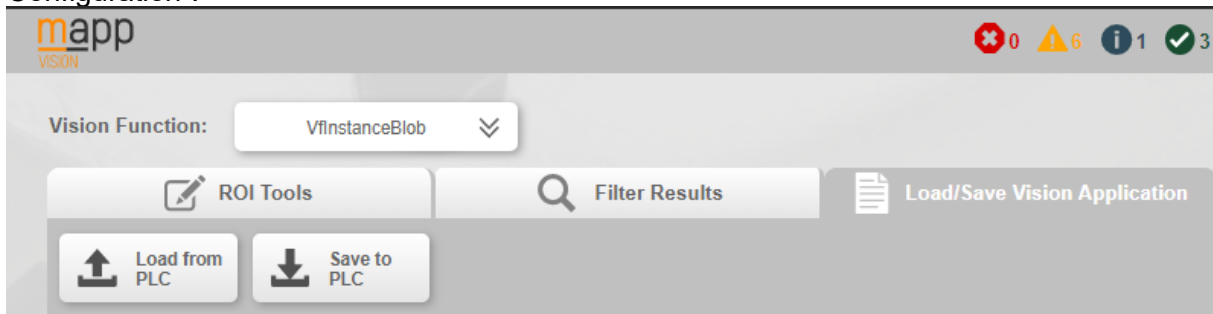 Configuration".
mapp
VISION
0 6 1 3
Vision Function: VfInstanceBlob
ROI Tools Filter Results Load/Save Vision Application
Load from
PLC
Save to
PLC